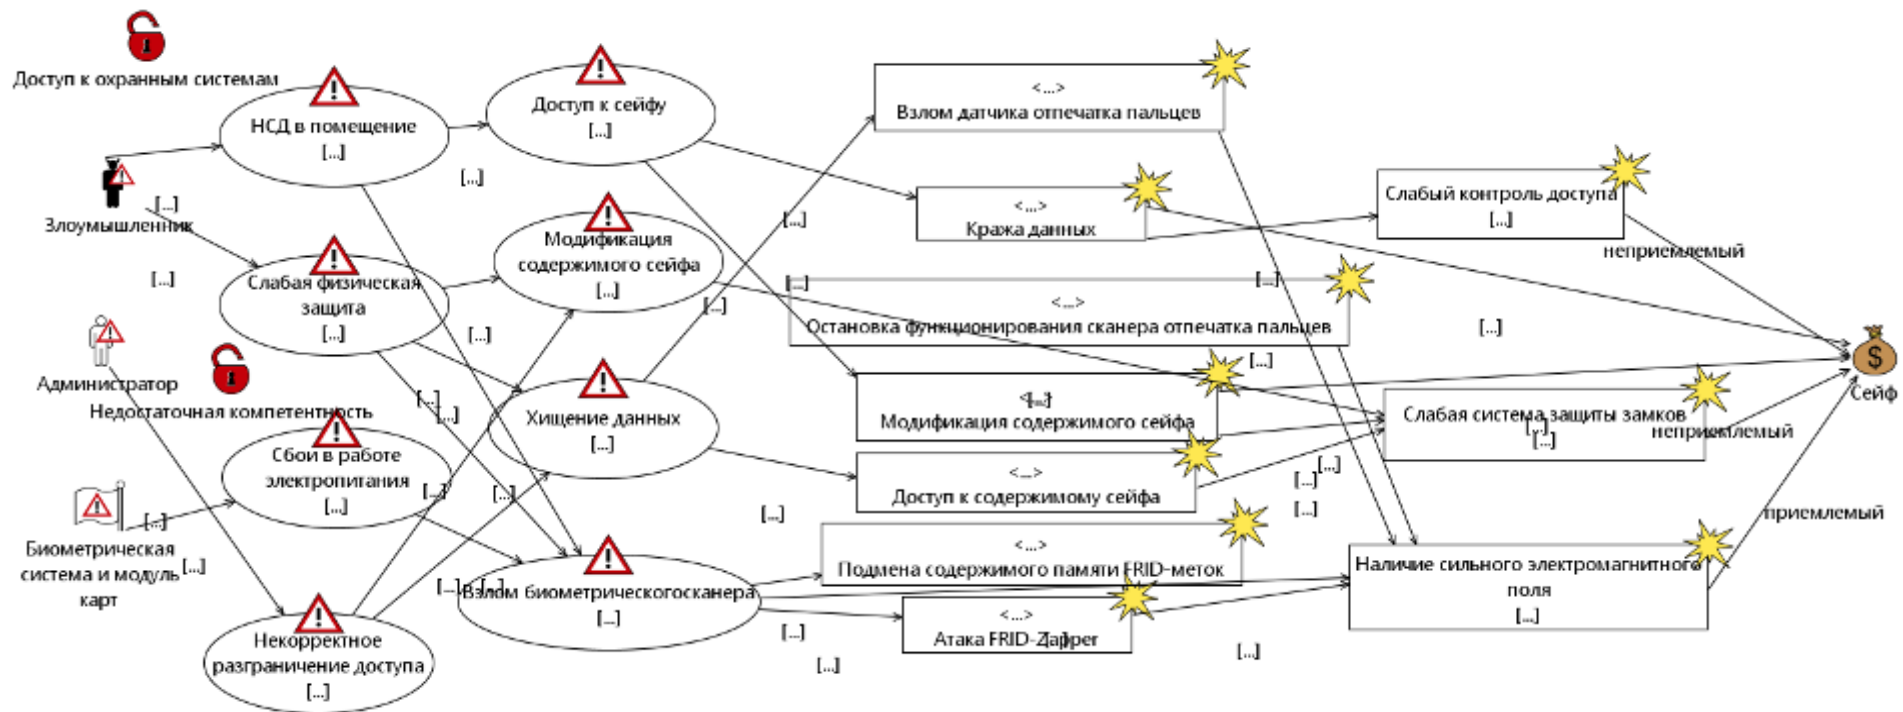 Доступ к охранным системам
НСД в помещение
[...]
Доступ к сейфу
[...]
<...>
Взлом датчика отпечатка пальцев
[...]
Злоумышленник
[...]
[...]
<...>
Кража данных
Слабый контроль доступа
[...]
неприемлемый
[...]
Модификация
содержимого сейфа
[...]
Слабая физическая
защита
[...]
[...]
[...]
[...]
[...]
[...]
<...>
Остановка функционирования сканера отпечатка пальцев
[...]
[...]
Администратор
Недостаточная компетентность
Сейф
[...]
[...]
Хищение данных
[...]
<...>
[...]
Модификация содержимого сейфа
Слабая система защиты замков
[...]
[...]
неприемлемый
Сбои в работе
электропитания
[...]
[...]
[...]
<...>
Доступ к содержимому сейфа
[...]
[...]
[...]
приемлемый
Биометрическая
система и модуль
карт
[...]
[...]
[...]
<...>
Подмена содержимого памяти FRID-меток
Взлом биометрическогосканера
[...]
[...]
[...]
Наличие сильного электромагнитного
поля
[...]
<...>
Атака FRID-Zapper
[...]
[...]
[...]
[...]
Некорректное
разграничение доступа
[...]